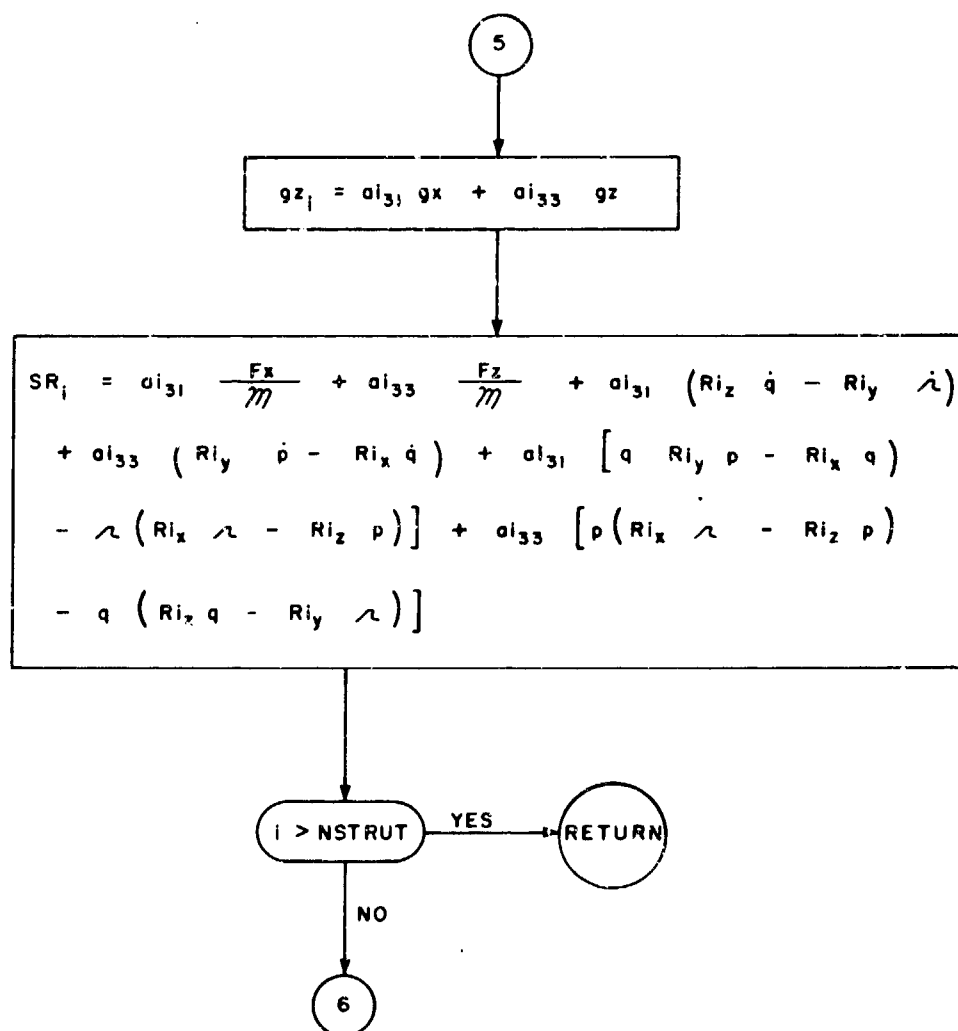 5
gz_i = ai_31 gx + ai_33 gz
SR_i = ai_31 Fx/m + ai_33 Fz/m + ai_31 (Ri_z q̇ - Ri_y ṙ)
+ ai_33 (Ri_y ṗ - Ri_x q̇) + ai_31 [q Ri_y p - Ri_x q)
- r (Ri_x r - Ri_z p)] + ai_33 [p (Ri_x r - Ri_z p)
- q (Ri_z q - Ri_y r)]
i > NSTRUT
YES
RETURN
NO
6